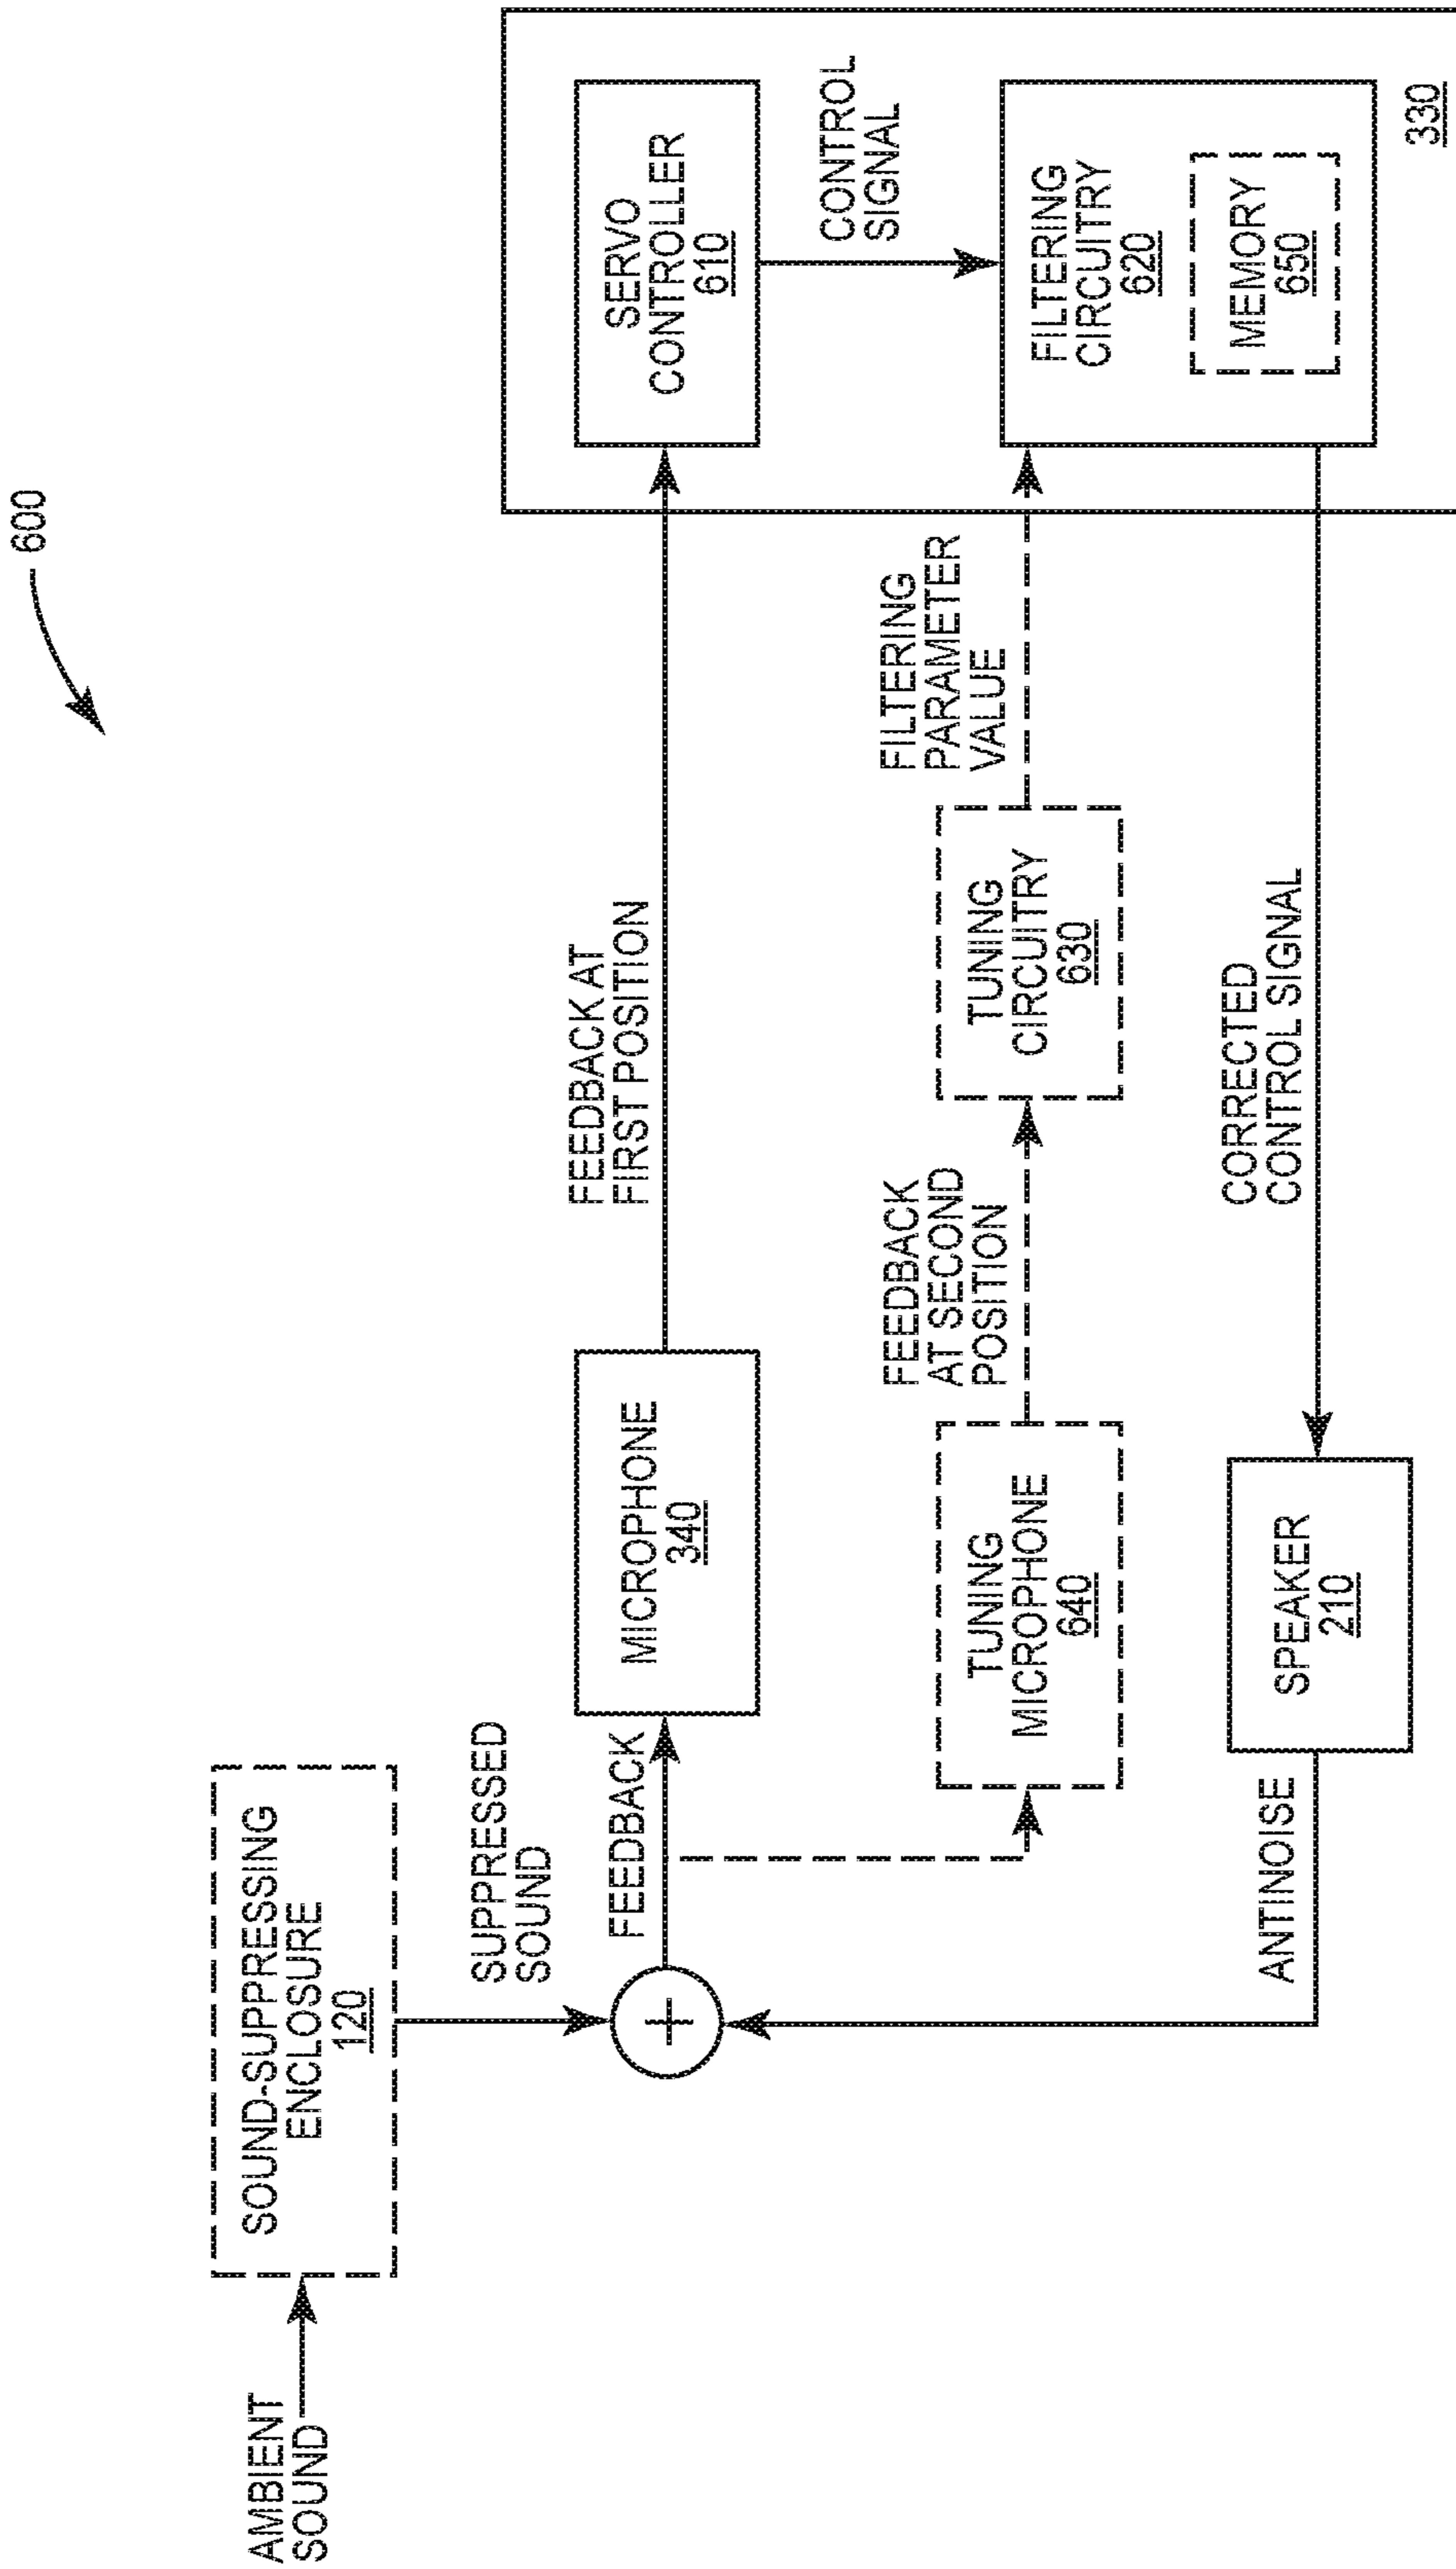 600
AMBIENT
SOUND
SOUND-SUPPRESSING
ENCLOSURE
120
SUPPRESSED
SOUND
FEEDBACK
MICROPHONE
340
FEEDBACK AT
FIRST POSITION
SERVO
CONTROLLER
610
CONTROL
SIGNAL
TUNING
MICROPHONE
640
FEEDBACK
AT SECOND
POSITION
TUNING
CIRCUITRY
630
FILTERING
PARAMETER
VALUE
FILTERING
CIRCUITRY
620
MEMORY
650
330
ANTINOISE
SPEAKER
210
CORRECTED
CONTROL SIGNAL
+